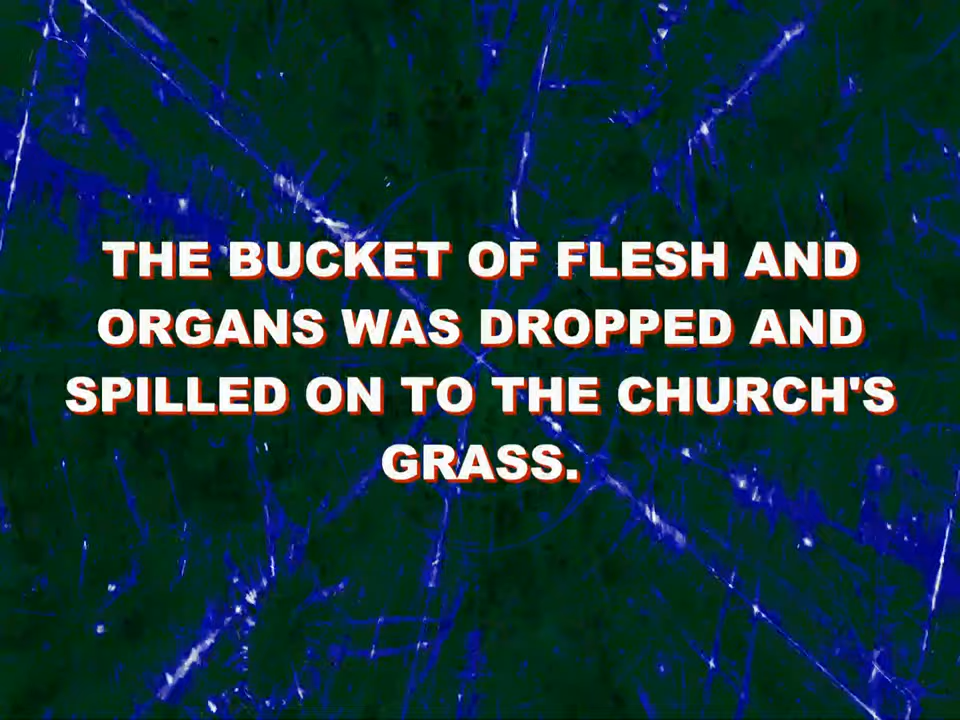 THE BUCKET OF FLESH AND
ORGANS WAS DROPPED AND
SPILLED ON TO THE CHURCH'S
GRASS.